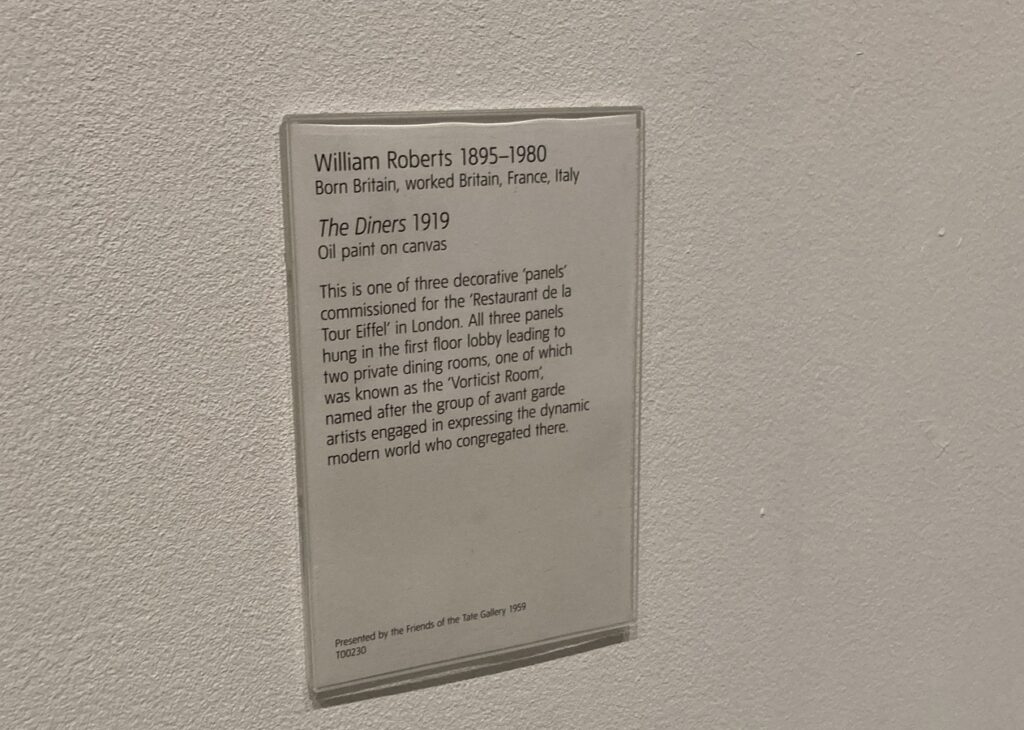 William Roberts 1895–1980
Born Britain, worked Britain, France, Italy
The Diners 1919
Oil paint on canvas
This is one of three decorative ‘panels’
commissioned for the ‘Restaurant de la
Tour Eiffel’ in London. All three panels
hung in the first floor lobby leading to
two private dining rooms, one of which
was known as the ‘Vorticist Room’,
named after the group of avant garde
artists engaged in expressing the dynamic
modern world who congregated there.
Presented by the Friends of the Tate Gallery 1959
T00230